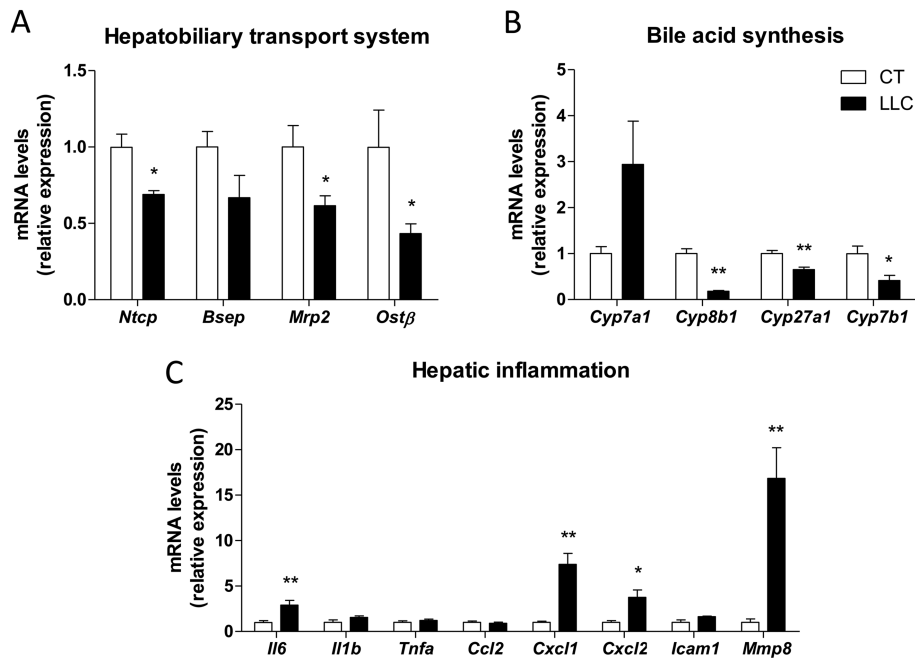 A
Hepatobiliary transport system
mRNA levels
(relative expression)
1.5
1.0
0.5
0.0
*
*
*
Ntcp
Bsep
Mrp2
Ostβ
B
Bile acid synthesis
mRNA levels
(relative expression)
5
4
3
2
1
0
CT
LLC
**
**
*
Cyp7a1
Cyp8b1
Cyp27a1
Cyp7b1
C
Hepatic inflammation
mRNA levels
(relative expression)
25
20
15
10
5
0
**
**
*
**
Il6
Il1b
Tnfa
Ccl2
Cxcl1
Cxcl2
Icam1
Mmp8